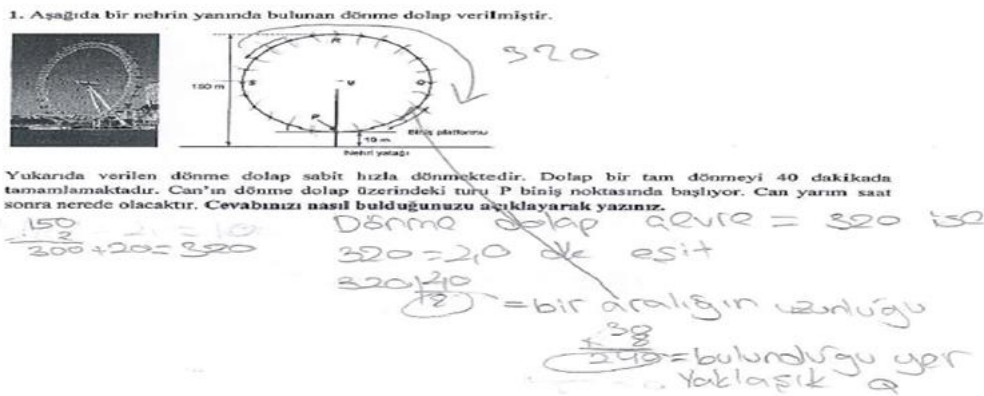 1. Aşağıda bir nehrin yanında bulunan dönme dolap verilmiştir.
320
R
150 m
S
M
Q
P
10 m
Biniş platformu
Nehri yatağı
Yukarıda verilen dönme dolap sabit hızla dönmektedir. Dolap bir tam dönmeyi 40 dakikada
tamamlamaktadır. Can'ın dönme dolap üzerindeki turu P biniş noktasında başlıyor. Can yarım saat
sonra nerede olacaktır. Cevabınızı nasıl bulduğunuzu açıklayarak yazınız.
150
2
300+20=320
Dönme dolap çevre = 320 ise
320=40 dk eşit
320 40
8 =bir aralığın uzunluğu
30
x 8
240=bulunduğu yer
Yaklaşık Q